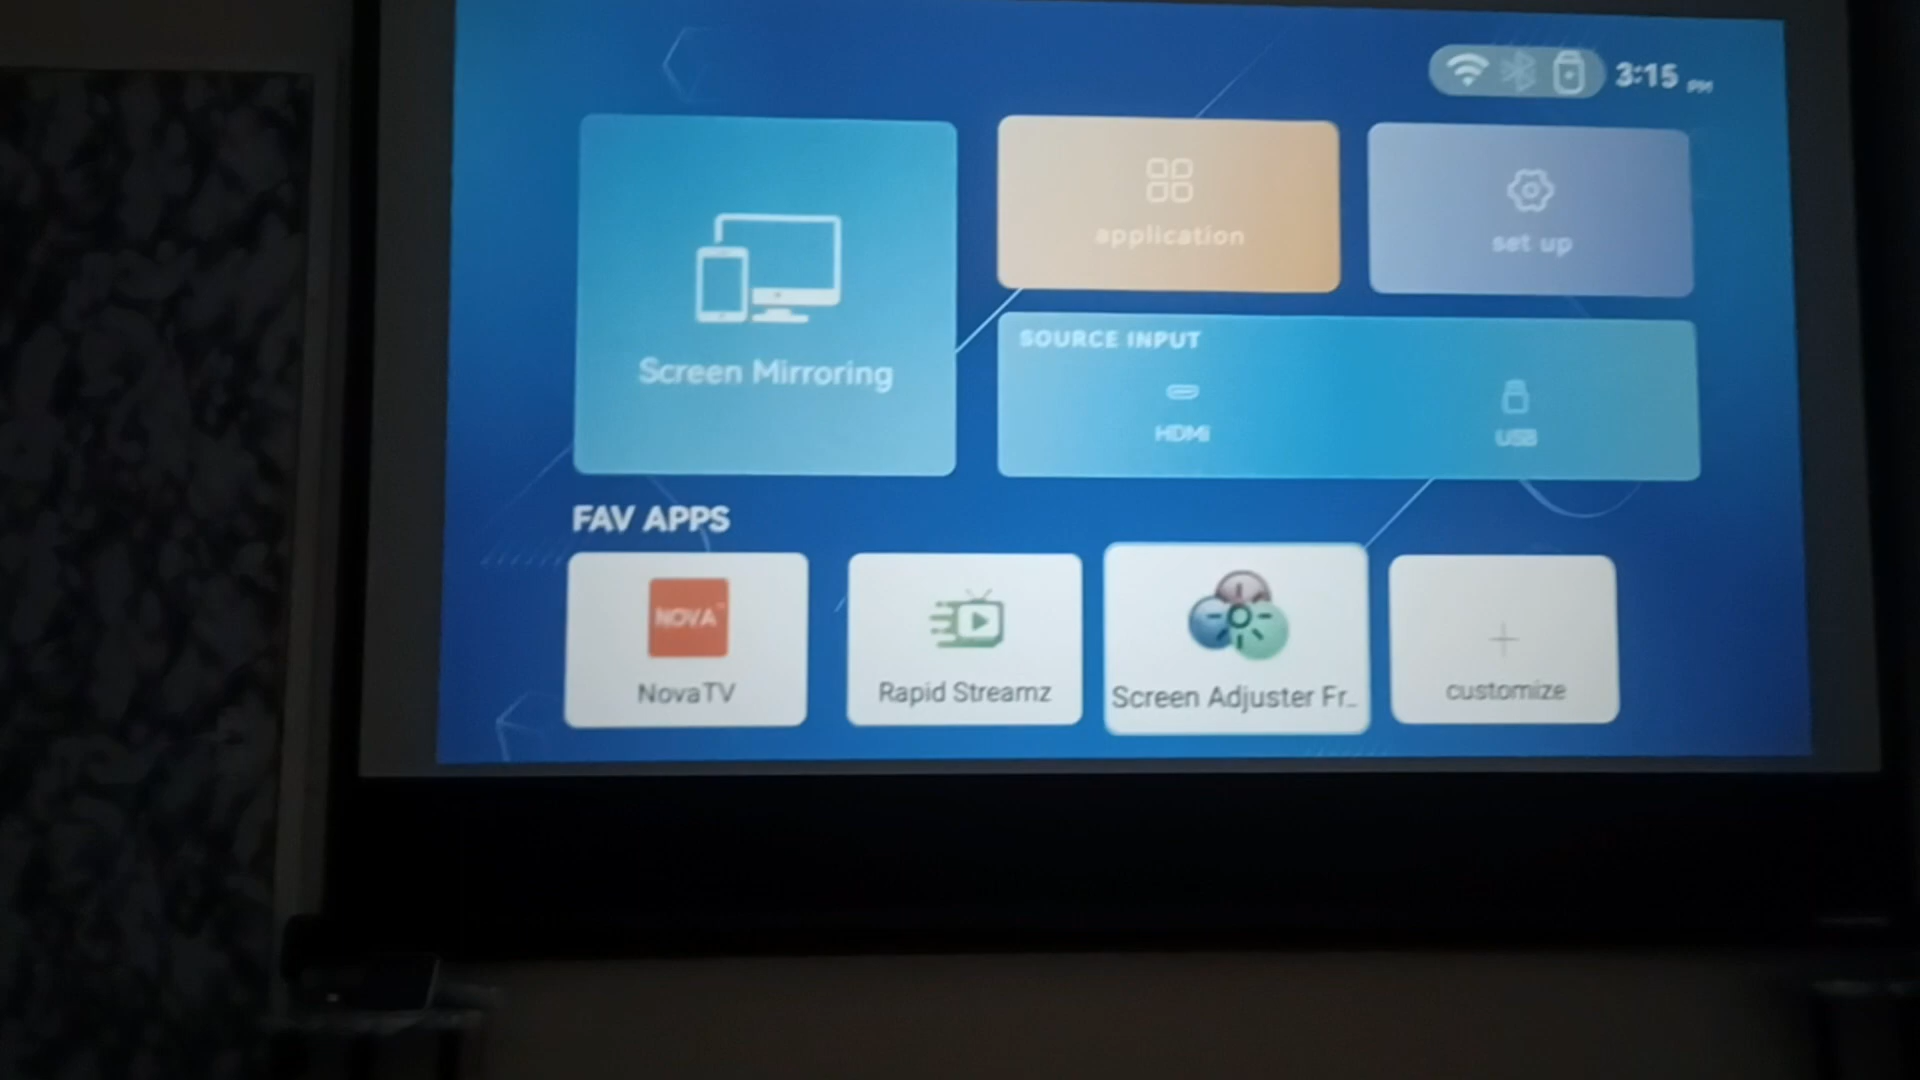 3:15 PM
Screen Mirroring
application
set up
SOURCE INPUT
HDMI
USB
FAV APPS
NOVA
NovaTV
Rapid Streamz
Screen Adjuster Fr..
customize